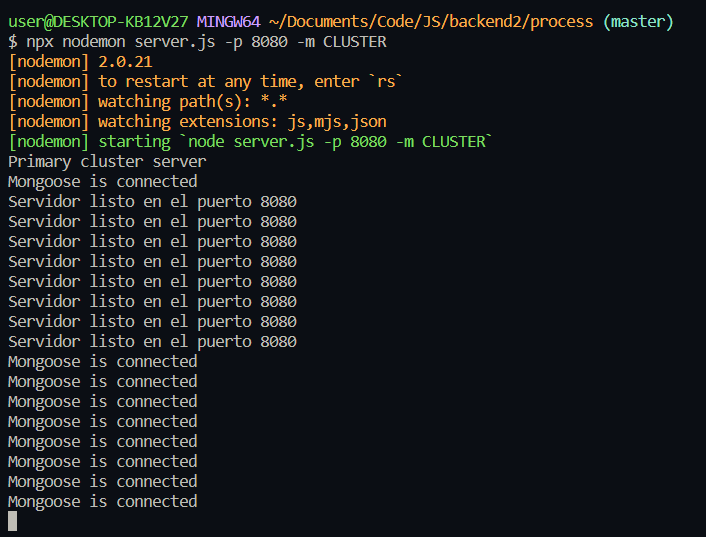 user@DESKTOP-KB12V27 MINGW64 ~/Documents/Code/JS/backend2/process (master)
$ npx nodemon server.js -p 8080 -m CLUSTER
[nodemon] 2.0.21
[nodemon] to restart at any time, enter `rs`
[nodemon] watching path(s): *.*
[nodemon] watching extensions: js,mjs,json
[nodemon] starting `node server.js -p 8080 -m CLUSTER`
Primary cluster server
Mongoose is connected
Servidor listo en el puerto 8080
Servidor listo en el puerto 8080
Servidor listo en el puerto 8080
Servidor listo en el puerto 8080
Servidor listo en el puerto 8080
Servidor listo en el puerto 8080
Servidor listo en el puerto 8080
Servidor listo en el puerto 8080
Mongoose is connected
Mongoose is connected
Mongoose is connected
Mongoose is connected
Mongoose is connected
Mongoose is connected
Mongoose is connected
Mongoose is connected